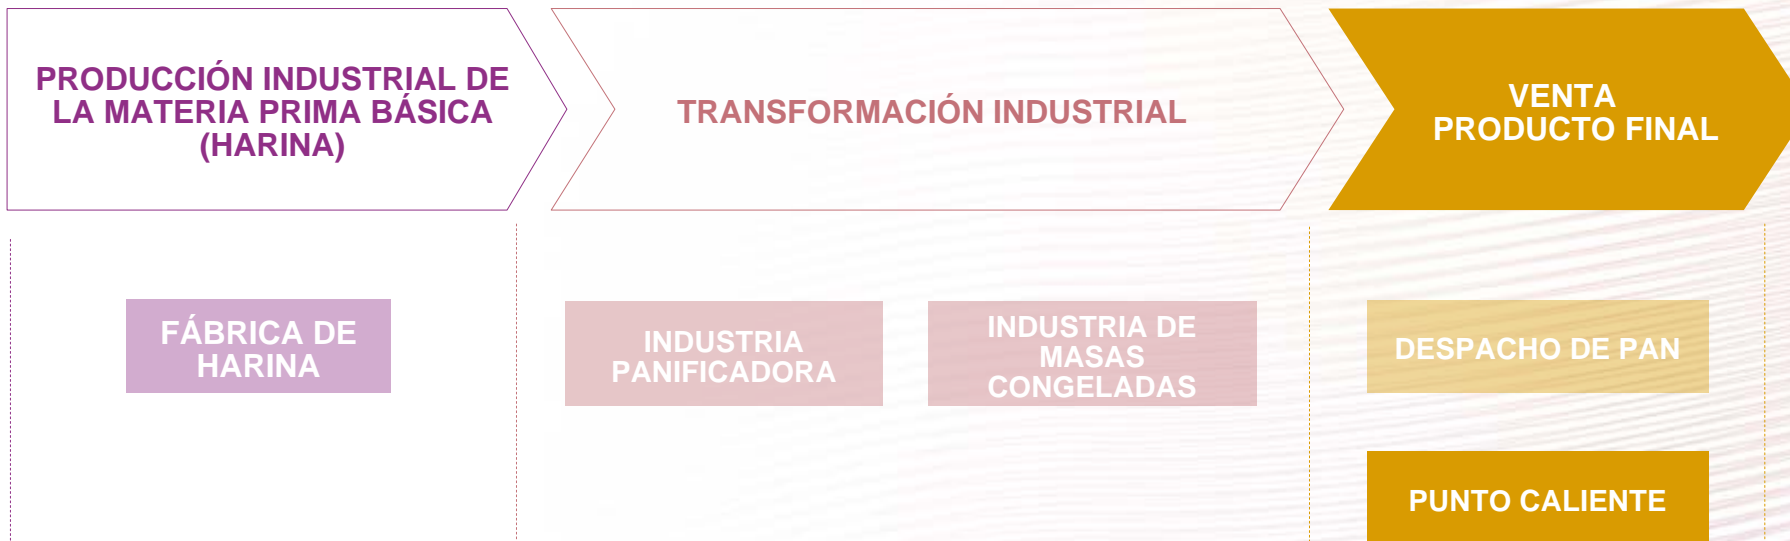 PRODUCCIÓN INDUSTRIAL DE
LA MATERIA PRIMA BÁSICA
(HARINA)
TRANSFORMACIÓN INDUSTRIAL
VENTA
PRODUCTO FINAL
FÁBRICA DE
HARINA
INDUSTRIA
PANIFICADORA
INDUSTRIA DE
MASAS
CONGELADAS
DESPACHO DE PAN
PUNTO CALIENTE